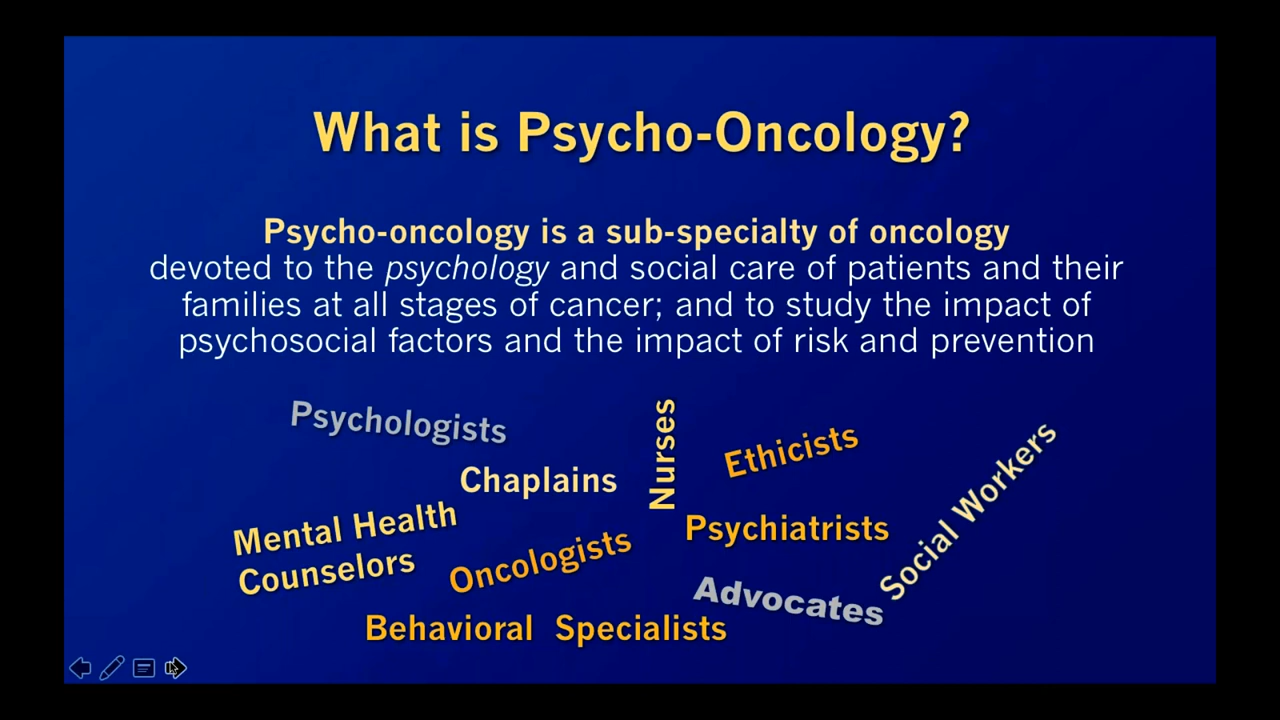 What is Psycho-Oncology?
Psycho-oncology is a sub-specialty of oncology
devoted to the psychology and social care of patients and their
families at all stages of cancer; and to study the impact of
psychosocial factors and the impact of risk and prevention
Psychologists
Nurses
Ethicists
Social Workers
Chaplains
Mental Health
Counselors
Oncologists
Psychiatrists
Advocates
Behavioral Specialists